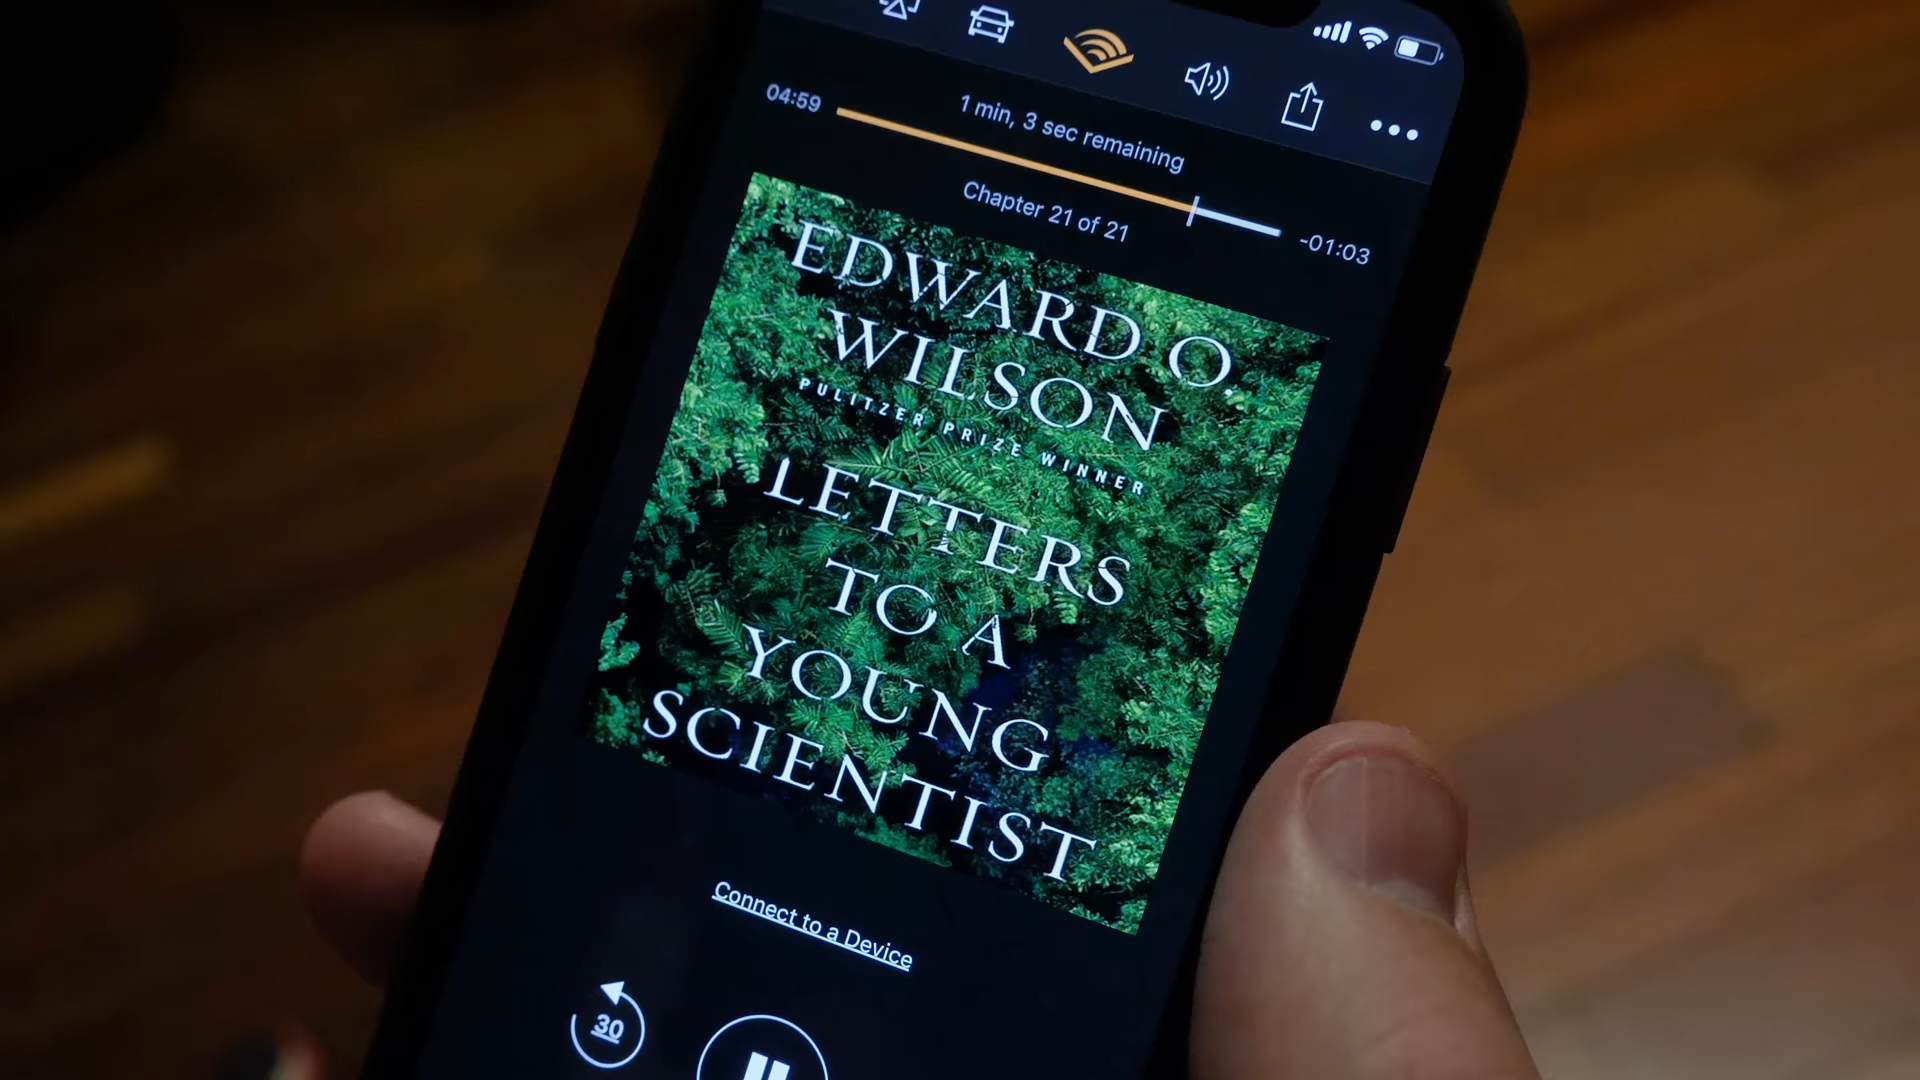 04:59
1 min, 3 sec remaining
-01:03
Chapter 21 of 21
EDWARD O.
WILSON
PULITZER PRIZE WINNER
LETTERS
TO A
YOUNG
SCIENTIST
Connect to a Device
30